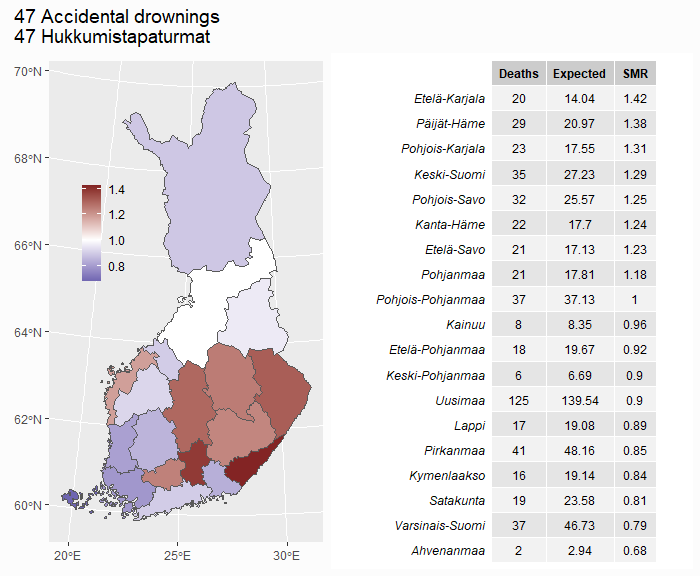 47 Accidental drownings
47 Hukkumistapaturmat
70°N
68°N
66°N
64°N
62°N
60°N
20°E 25°E 30°E
1.4
1.2
1.0
0.8
Deaths Expected SMR
Etelä-Karjala 20 14.04 1.42
Päijät-Häme 29 20.97 1.38
Pohjois-Karjala 23 17.55 1.31
Keski-Suomi 35 27.23 1.29
Pohjois-Savo 32 25.57 1.25
Kanta-Häme 22 17.7 1.24
Etelä-Savo 21 17.13 1.23
Pohjanmaa 21 17.81 1.18
Pohjois-Pohjanmaa 37 37.13 1
Kainuu 8 8.35 0.96
Etelä-Pohjanmaa 18 19.67 0.92
Keski-Pohjanmaa 6 6.69 0.9
Uusimaa 125 139.54 0.9
Lappi 17 19.08 0.89
Pirkanmaa 41 48.16 0.85
Kymenlaakso 16 19.14 0.84
Satakunta 19 23.58 0.81
Varsinais-Suomi 37 46.73 0.79
Ahvenanmaa 2 2.94 0.68